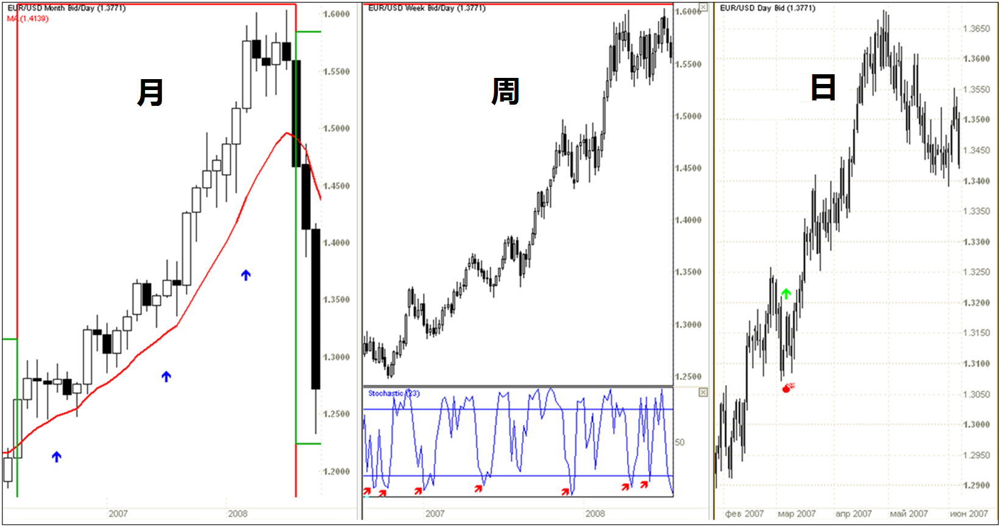 EUR/USD Month Bid/Day (1.3771)
MA (1.4139)
月
1.6000
1.5500
1.5000
1.4500
1.4000
1.3500
1.3000
1.2500
1.2000
2007
2008
EUR/USD Week Bid/Day (1.3771)
周
1.6000
1.5500
1.5000
1.4500
1.4000
1.3500
1.3000
1.2500
Stochastic (23)
50
2007
2008
EUR/USD Day Bid (1.3771)
日
1.3650
1.3600
1.3550
1.3500
1.3450
1.3400
1.3350
1.3300
1.3250
1.3200
1.3150
1.3100
1.3050
1.3000
1.2950
1.2900
фев 2007
мар 2007
апр 2007
май 2007
июн 2007